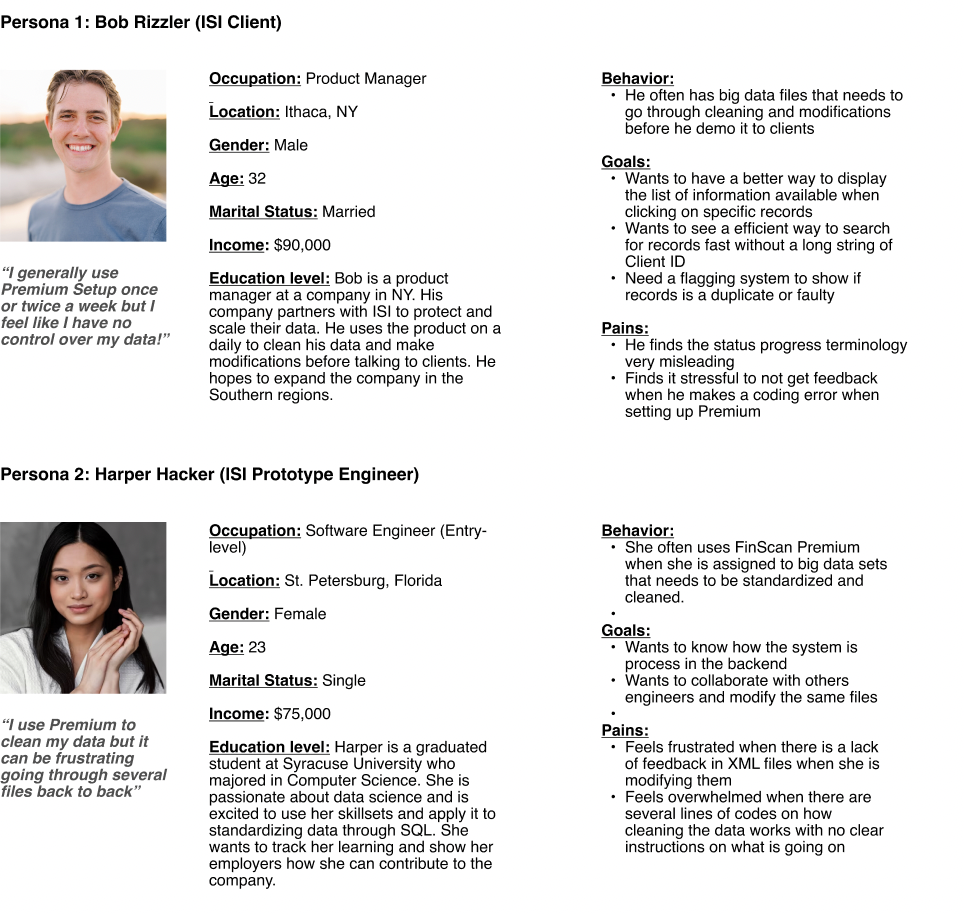 Persona 1: Bob Rizzler (ISI Client)
“I generally use
Premium Setup once
or twice a week but I
feel like I have no
control over my data!”
Occupation: Product Manager
Location: Ithaca, NY
Gender: Male
Age: 32
Marital Status: Married
Income: $90,000
Education level: Bob is a product
manager at a company in NY. His
company partners with ISI to protect and
scale their data. He uses the product on a
daily to clean his data and make
modifications before talking to clients. He
hopes to expand the company in the
Southern regions.
Behavior:
• He often has big data files that needs to
go through cleaning and modifications
before he demo it to clients
Goals:
• Wants to have a better way to display
the list of information available when
clicking on specific records
• Wants to see a efficient way to search
for records fast without a long string of
Client ID
• Need a flagging system to show if
records is a duplicate or faulty
Pains:
• He finds the status progress terminology
very misleading
• Finds it stressful to not get feedback
when he makes a coding error when
setting up Premium
Persona 2: Harper Hacker (ISI Prototype Engineer)
“I use Premium to
clean my data but it
can be frustrating
going through several
files back to back”
Occupation: Software Engineer (Entry-
level)
Location: St. Petersburg, Florida
Gender: Female
Age: 23
Marital Status: Single
Income: $75,000
Education level: Harper is a graduated
student at Syracuse University who
majored in Computer Science. She is
passionate about data science and is
excited to use her skillsets and apply it to
standardizing data through SQL. She
wants to track her learning and show her
employers how she can contribute to the
company.
Behavior:
• She often uses FinScan Premium
when she is assigned to big data sets
that needs to be standardized and
cleaned.
•
Goals:
• Wants to know how the system is
process in the backend
• Wants to collaborate with others
engineers and modify the same files
•
Pains:
• Feels frustrated when there is a lack
of feedback in XML files when she is
modifying them
• Feels overwhelmed when there are
several lines of codes on how
cleaning the data works with no clear
instructions on what is going on